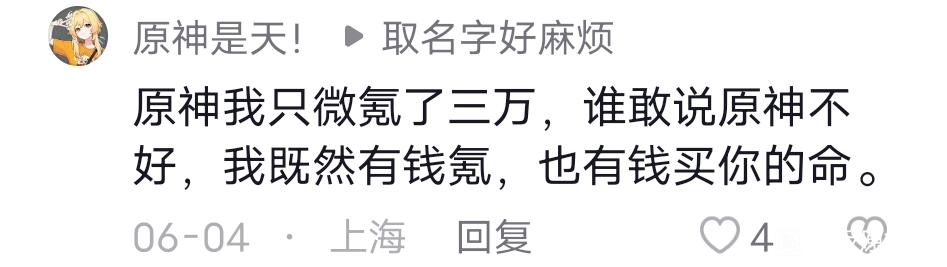 原神是天! ▶ 取名字好麻烦
原神我只微氪了三万，谁敢说原神不
好，我既然有钱氪，也有钱买你的命。
06-04 · 上海 回复 4